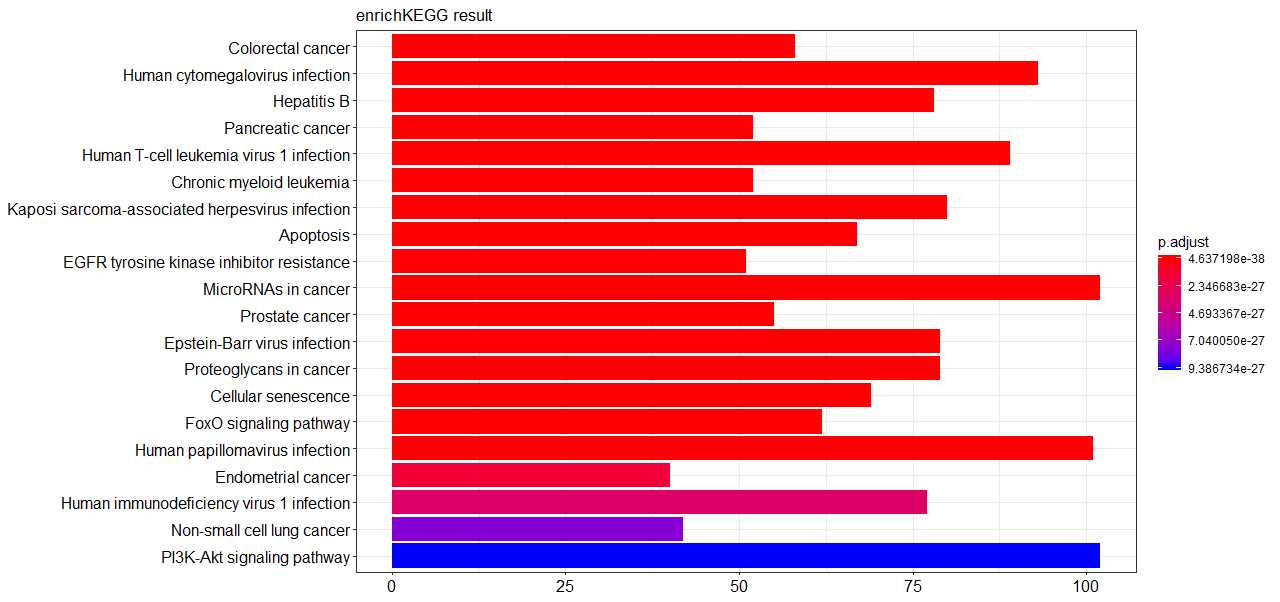 enrichKEGG result
Colorectal cancer
Human cytomegalovirus infection
Hepatitis B
Pancreatic cancer
Human T-cell leukemia virus 1 infection
Chronic myeloid leukemia
Kaposi sarcoma-associated herpesvirus infection
Apoptosis
EGFR tyrosine kinase inhibitor resistance
MicroRNAs in cancer
Prostate cancer
Epstein-Barr virus infection
Proteoglycans in cancer
Cellular senescence
FoxO signaling pathway
Human papillomavirus infection
Endometrial cancer
Human immunodeficiency virus 1 infection
Non-small cell lung cancer
PI3K-Akt signaling pathway
0 25 50 75 100
p.adjust
4.637198e-38
2.346683e-27
4.693367e-27
7.040050e-27
9.386734e-27